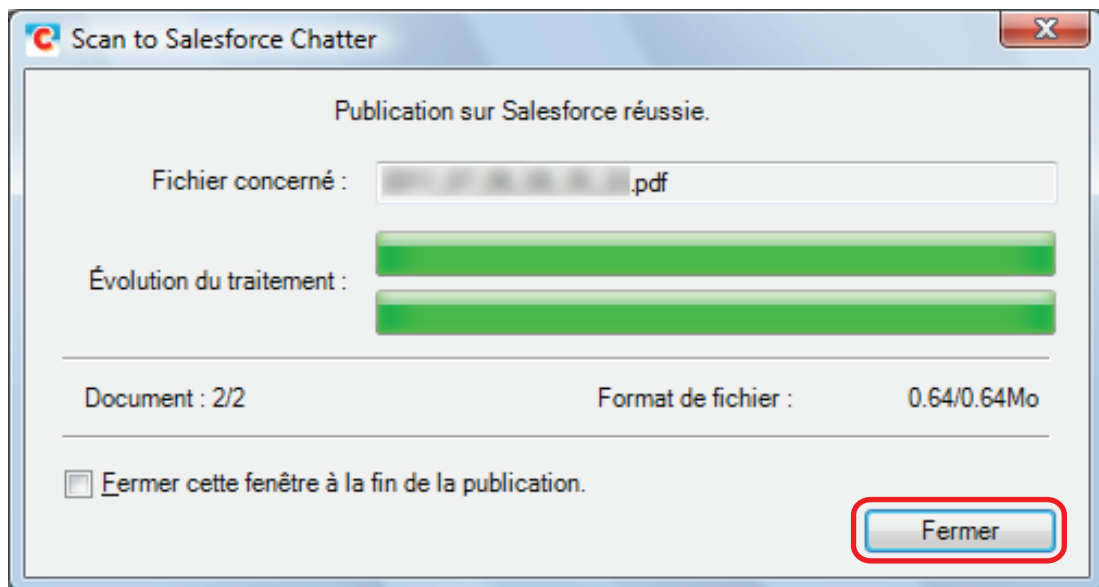 Scan to Salesforce Chatter
Publication sur Salesforce réussie.
Fichier concerné : .pdf
Évolution du traitement :
Document : 2/2 Format de fichier : 0.64/0.64Mo
Fermer cette fenêtre à la fin de la publication.
Fermer